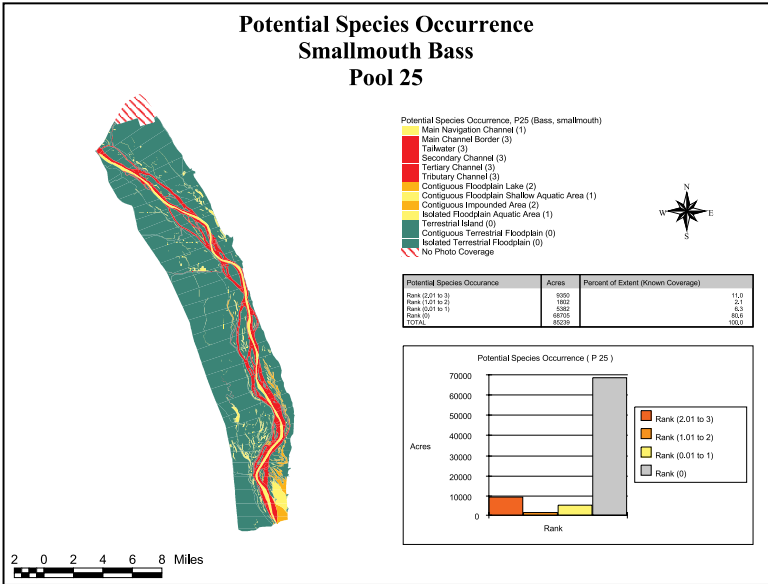 Potential Species Occurrence
Smallmouth Bass
Pool 25
Potential Species Occurrence, P25 (Bass, smallmouth)
Main Navigation Channel (1)
Main Channel Border (3)
Tailwater (3)
Secondary Channel (3)
Tertiary Channel (3)
Tributary Channel (3)
Contiguous Floodplain Lake (2)
Contiguous Floodplain Shallow Aquatic Area (1)
Contiguous Impounded Area (2)
Isolated Floodplain Aquatic Area (1)
Terrestrial Island (0)
Contiguous Terrestrial Floodplain (0)
Isolated Terrestrial Floodplain (0)
No Photo Coverage
N
W E
S
Potential Species Occurance Acres Percent of Extent (Known Coverage)
Rank (2.01 to 3) 9350 11.0
Rank (1.01 to 2) 1802 2.1
Rank (0.01 to 1) 5382 6.3
Rank (0) 68705 80.6
TOTAL 85239 100.0
Potential Species Occurrence ( P 25 )
70000
60000
50000
40000
30000
20000
10000
0
Acres
Rank
Rank (2.01 to 3)
Rank (1.01 to 2)
Rank (0.01 to 1)
Rank (0)
2 0 2 4 6 8 Miles